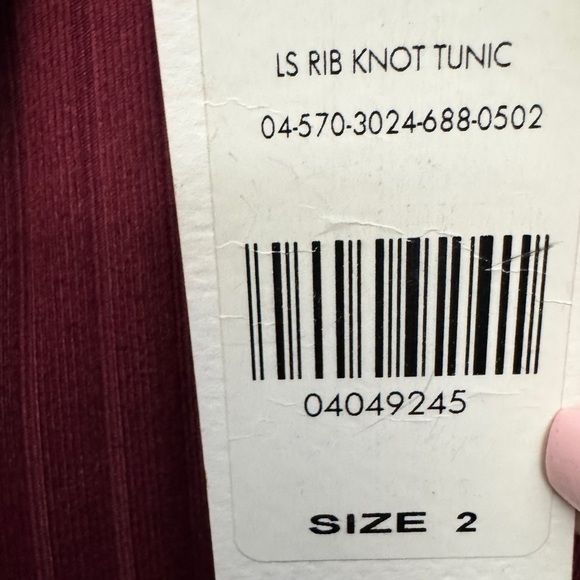 LS RIB KNOT TUNIC
04-570-3024-688-0502
04049245
SIZE 2